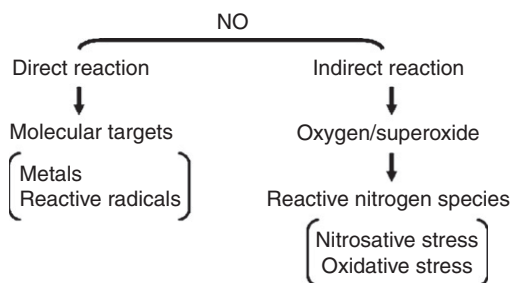 NO
Direct reaction
Indirect reaction
Molecular targets
Oxygen/superoxide
Metals
Reactive radicals
Reactive nitrogen species
Nitrosative stress
Oxidative stress